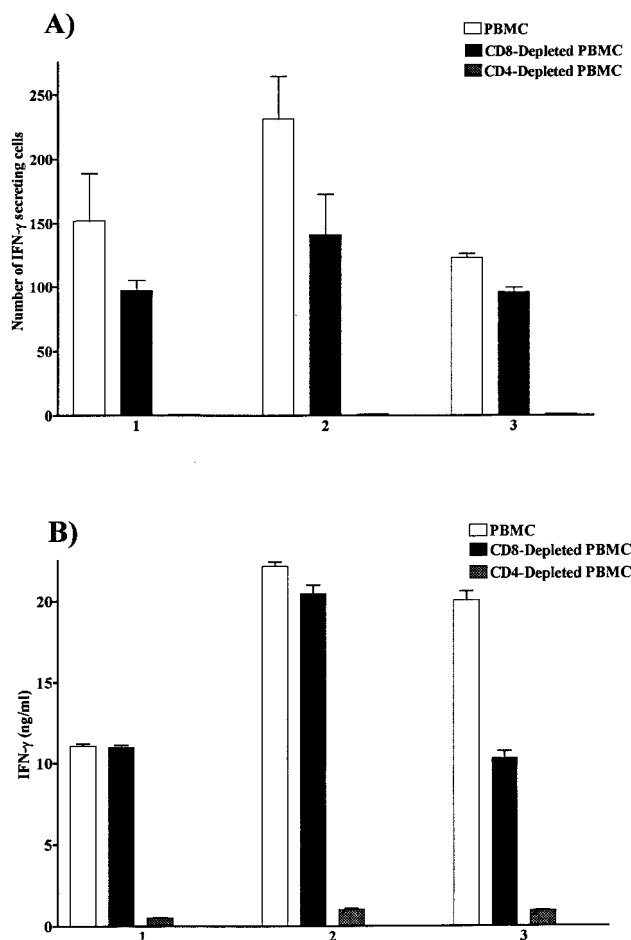 A)
PBMC
CD8-Depleted PBMC
CD4-Depleted PBMC
Number of IFN-γ secreting cells
250
200
150
100
50
0
1 2 3
B)
PBMC
CD8-Depleted PBMC
CD4-Depleted PBMC
IFN-γ (ng/ml)
20
15
10
5
0
1 2 3